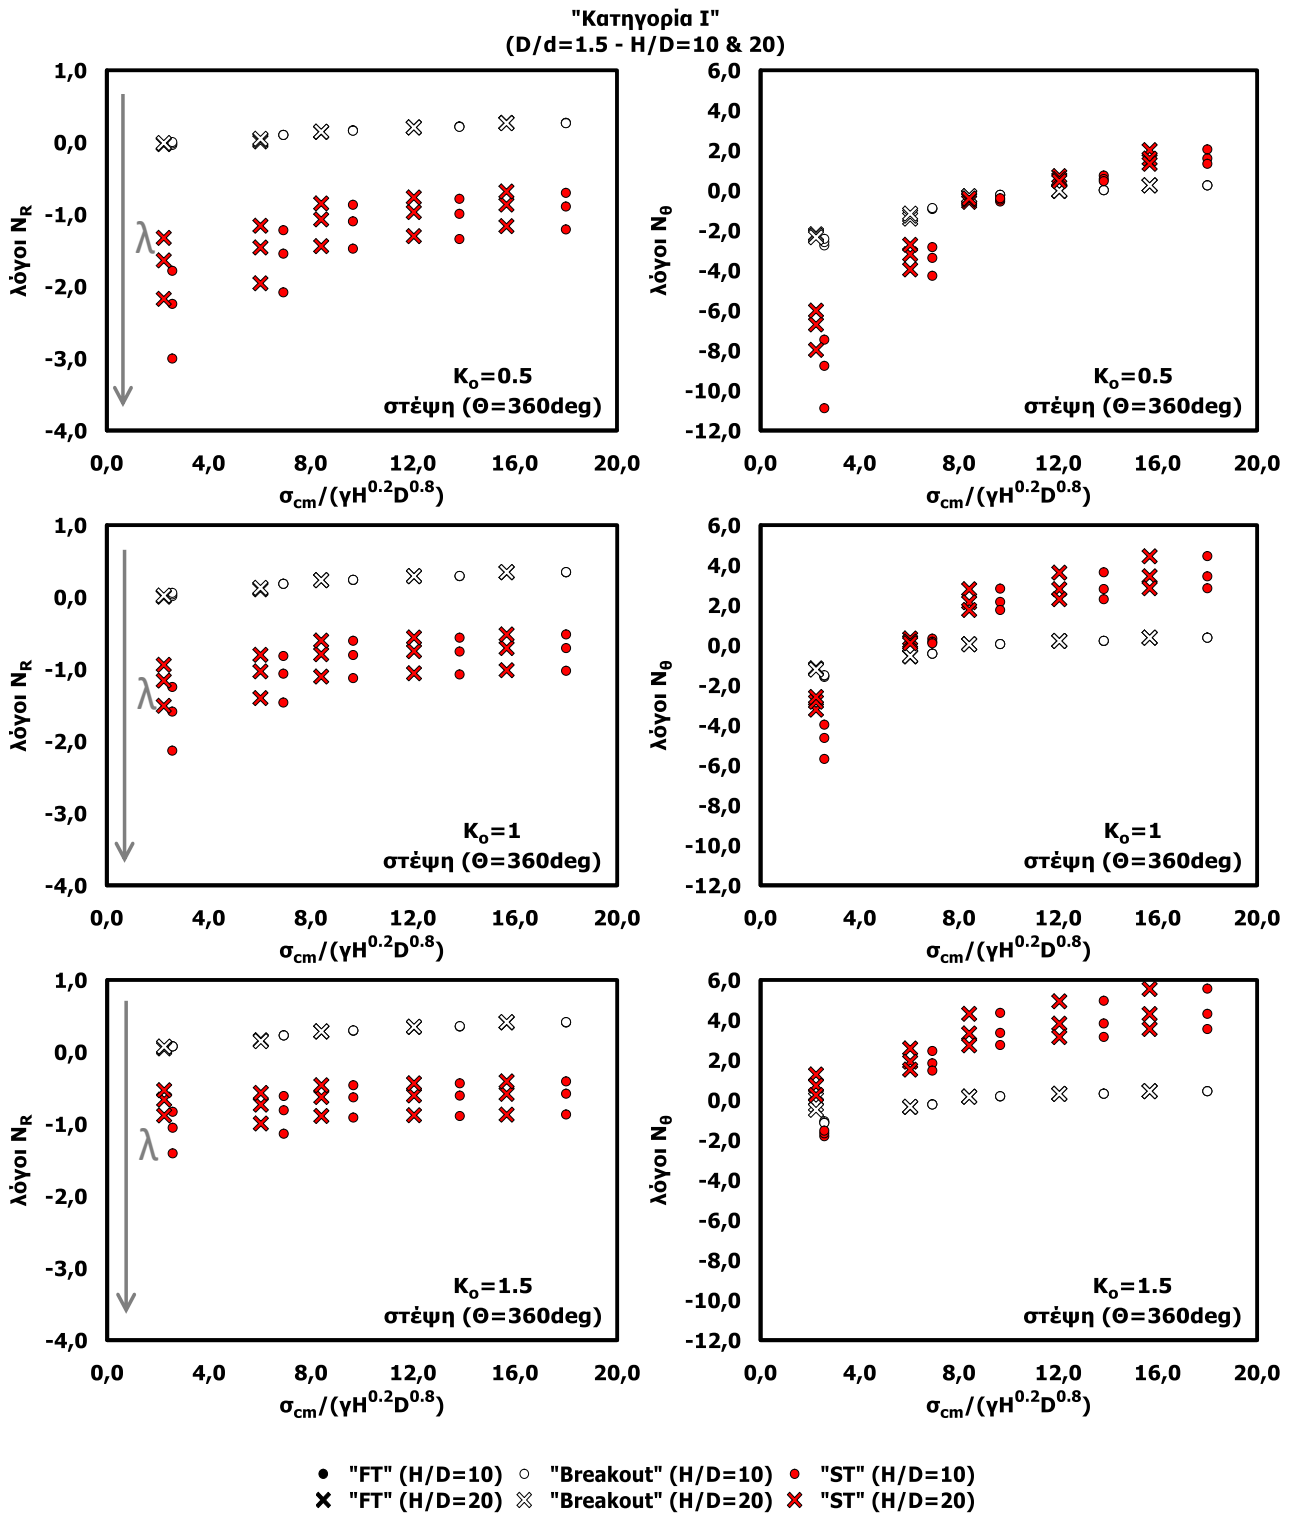 "Κατηγορία Ι"
(D/d=1.5 - H/D=10 & 20)
1,0
0,0
-1,0
-2,0
-3,0
-4,0
λόγοι N_R
λ
K_o=0.5
στέψη (Θ=360deg)
0,0 4,0 8,0 12,0 16,0 20,0
σ_cm/(γH^0.2D^0.8)
6,0
4,0
2,0
0,0
-2,0
-4,0
-6,0
-8,0
-10,0
-12,0
λόγοι N_θ
K_o=0.5
στέψη (Θ=360deg)
0,0 4,0 8,0 12,0 16,0 20,0
σ_cm/(γH^0.2D^0.8)
1,0
0,0
-1,0
-2,0
-3,0
-4,0
λόγοι N_R
λ
K_o=1
στέψη (Θ=360deg)
0,0 4,0 8,0 12,0 16,0 20,0
σ_cm/(γH^0.2D^0.8)
6,0
4,0
2,0
0,0
-2,0
-4,0
-6,0
-8,0
-10,0
-12,0
λόγοι N_θ
K_o=1
στέψη (Θ=360deg)
0,0 4,0 8,0 12,0 16,0 20,0
σ_cm/(γH^0.2D^0.8)
1,0
0,0
-1,0
-2,0
-3,0
-4,0
λόγοι N_R
λ
K_o=1.5
στέψη (Θ=360deg)
0,0 4,0 8,0 12,0 16,0 20,0
σ_cm/(γH^0.2D^0.8)
6,0
4,0
2,0
0,0
-2,0
-4,0
-6,0
-8,0
-10,0
-12,0
λόγοι N_θ
K_o=1.5
στέψη (Θ=360deg)
0,0 4,0 8,0 12,0 16,0 20,0
σ_cm/(γH^0.2D^0.8)
"FT" (H/D=10) "Breakout" (H/D=10) "ST" (H/D=10)
"FT" (H/D=20) "Breakout" (H/D=20) "ST" (H/D=20)